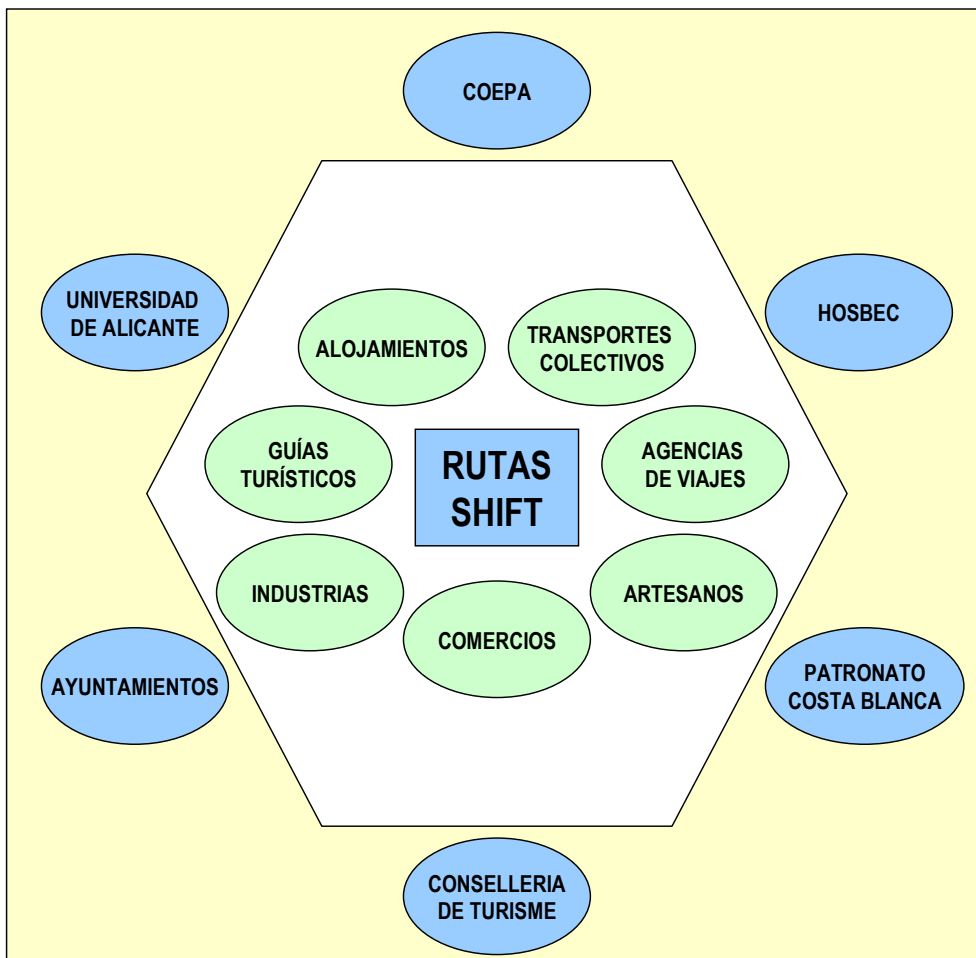 COEPA
UNIVERSIDAD
DE ALICANTE
HOSBEC
ALOJAMIENTOS
TRANSPORTES
COLECTIVOS
GUÍAS
TURÍSTICOS
RUTAS
SHIFT
AGENCIAS
DE VIAJES
INDUSTRIAS
COMERCIOS
ARTESANOS
AYUNTAMIENTOS
PATRONATO
COSTA BLANCA
CONSELLERIA
DE TURISME